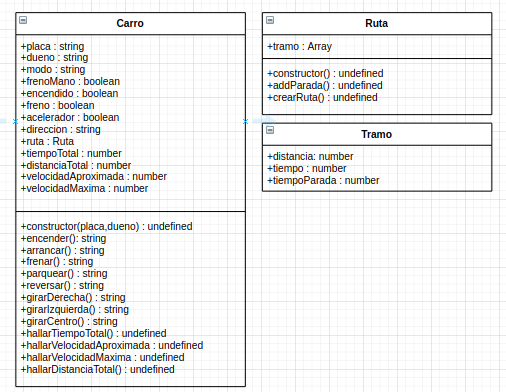 Carro
+placa : string
+dueno : string
+modo : string
+frenoMano : boolean
+encendido : boolean
+freno : boolean
+acelerador : boolean
+direccion : string
+ruta : Ruta
+tiempoTotal : number
+distanciaTotal : number
+velocidadAproximada : number
+velocidadMaxima : number
+constructor(placa,dueno) : undefined
+encender(): string
+arrancar() : string
+frenar() : string
+parquear() : string
+reversar() : string
+girarDerecha() : string
+girarIzquierda() : string
+girarCentro() : string
+hallarTiempoTotal() : undefined
+hallarVelocidadAproximada : undefined
+hallarVelocidadMaxima : undefined
+hallarDistanciaTotal() : undefined
Ruta
+tramo : Array
+constructor() : undefined
+addParada() : undefined
+crearRuta() : undefined
Tramo
+distancia: number
+tiempo : number
+tiempoParada : number